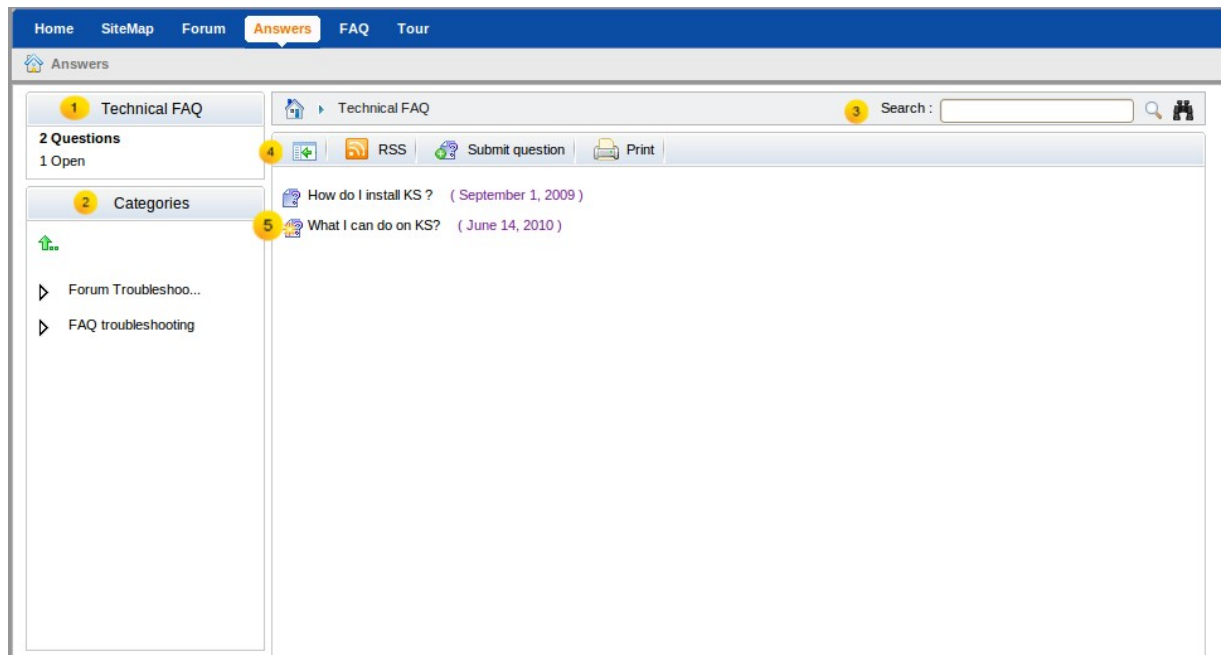 Home SiteMap Forum Answers FAQ Tour
Answers
1 Technical FAQ
2 Questions
1 Open
2 Categories
Forum Troubleshoo...
FAQ troubleshooting
Technical FAQ
3 Search :
4 RSS Submit question Print
How do I install KS ? ( September 1, 2009 )
5 What I can do on KS? ( June 14, 2010 )